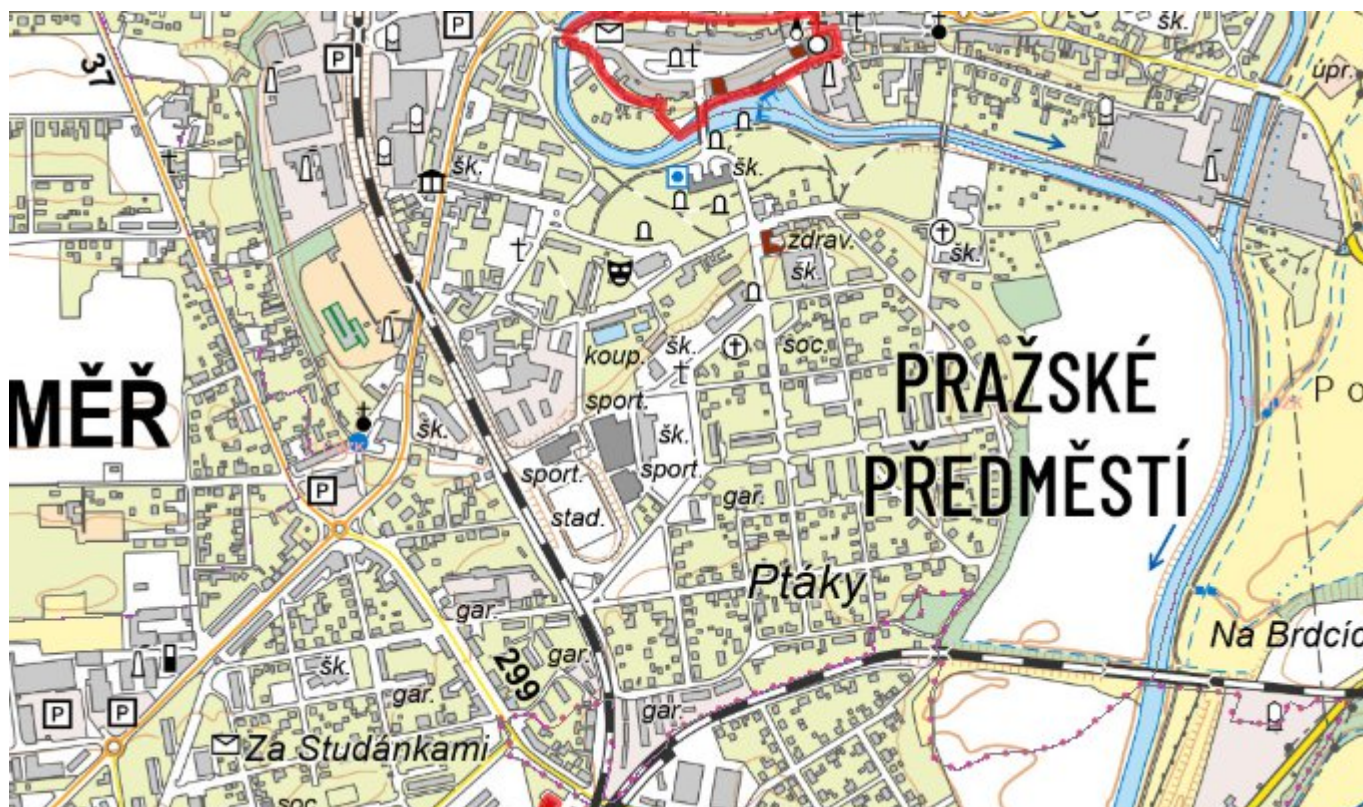 šk.
P
37
P
úpr.
šk.
šk.
zdrav.
šk.
šk.
koup.
šk.
soc.
PRAŽSKÉ
PŘEDMĚSTÍ
MĚŘ
sport.
šk.
šk.
sport.
sport.
P
gar.
stad.
Ptáky
gar.
Na Brdcíc
299
gar.
šk.
gar.
P
P
gar.
Za Studánkami
soc.